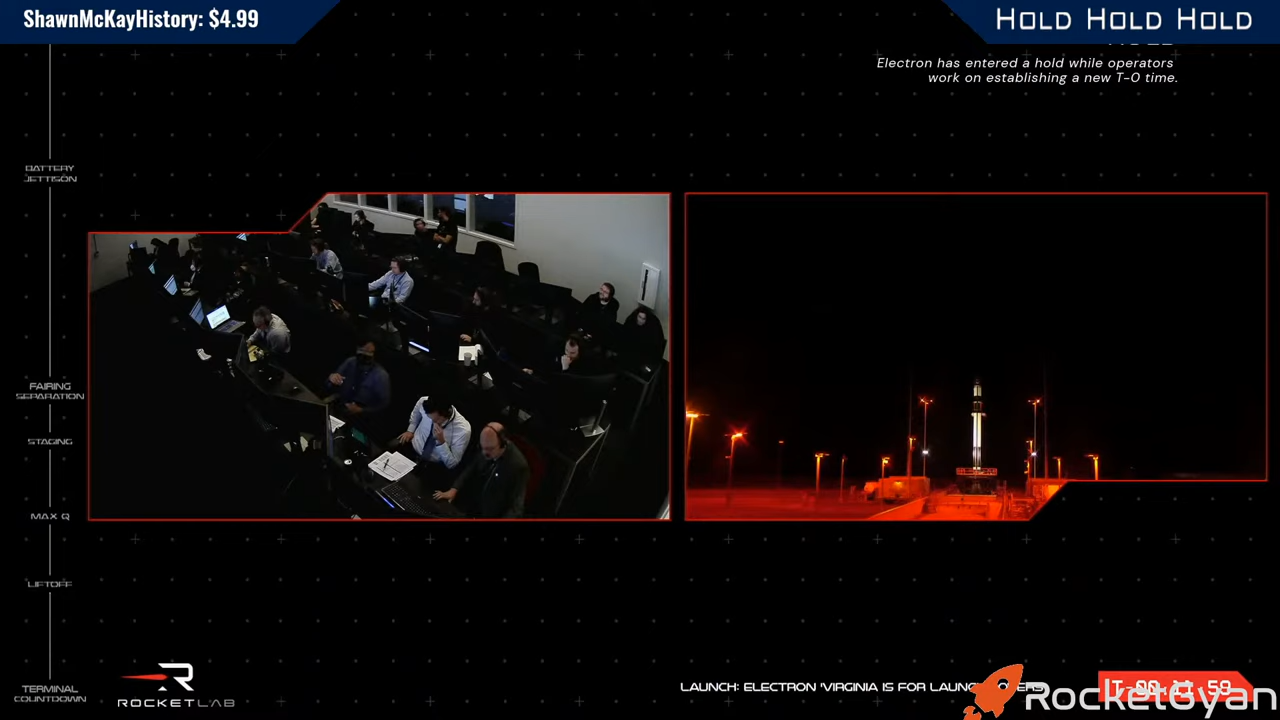 ShawnMcKayHistory: $4.99
HOLD HOLD HOLD
Electron has entered a hold while operators
work on establishing a new T-0 time.
BATTERY
JETTISON
FAIRING
SEPARATION
STAGING
MAX Q
LIFTOFF
TERMINAL
COUNTDOWN
ROCKETLAB
LAUNCH: ELECTRON 'VIRGINIA IS FOR
RocketGyan